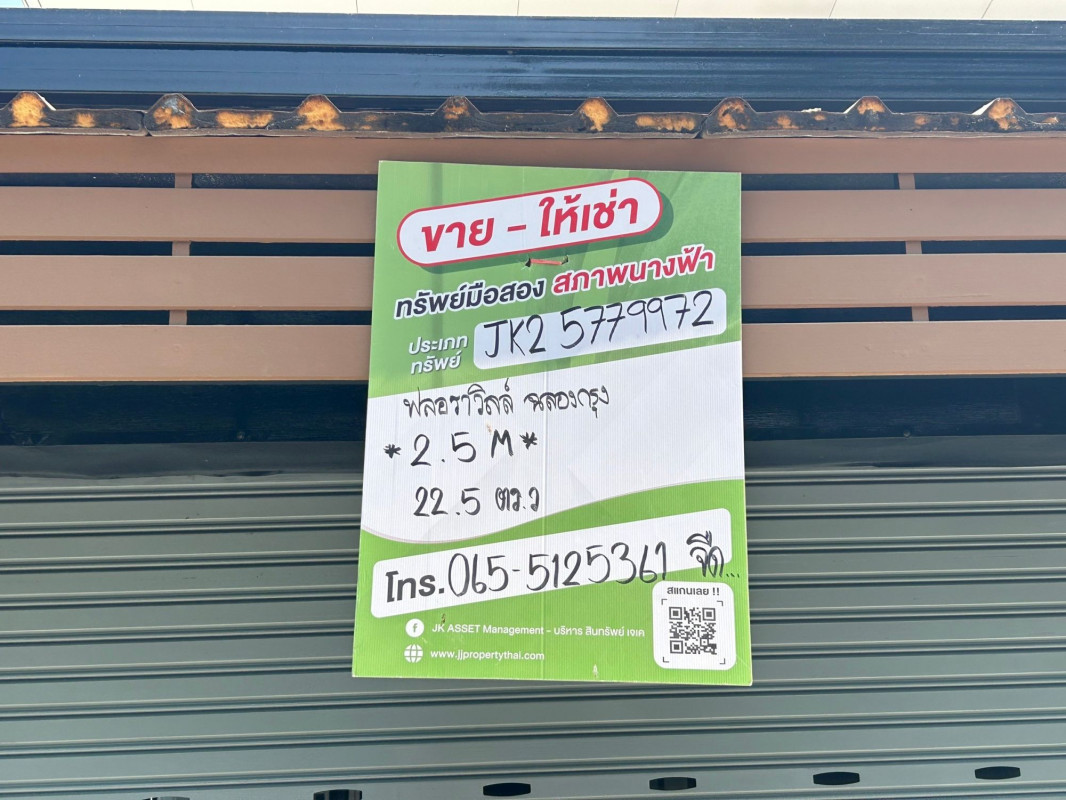 ขาย - ให้เช่า
ทรัพย์มือสอง สภาพนางฟ้า
ประเภททรัพย์ JK2 5779972
ฟลอราวิลล์ ฉลองกรุง
*2.5 M*
22.5 ตร.ว
โทร.065-5125361 จี๊ด...
สแกนเลย !!
JK ASSET Management - บริหาร สินทรัพย์ เจเค
www.jjpropertythai.com